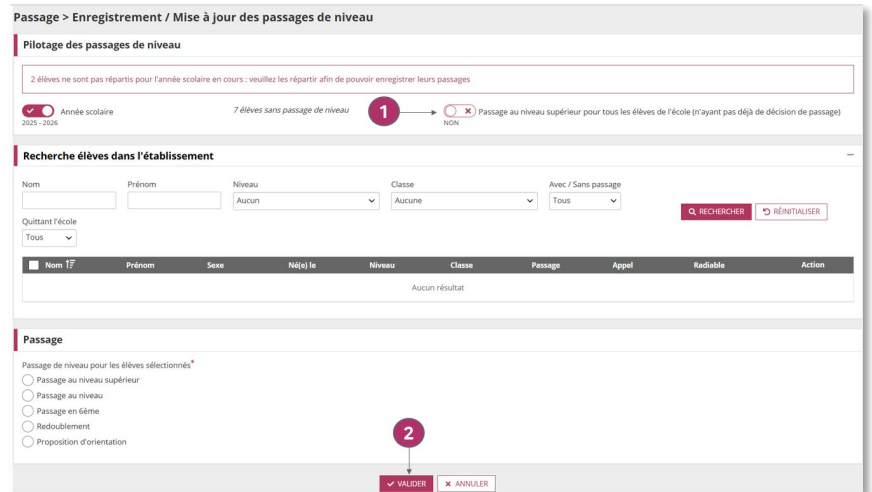 Passage > Enregistrement / Mise à jour des passages de niveau
Pilotage des passages de niveau
2 élèves ne sont pas répartis pour l'année scolaire en cours : veuillez les répartir afin de pouvoir enregistrer leurs passages
Année scolaire
2025 - 2026
7 élèves sans passage de niveau
1
Passage au niveau supérieur pour tous les élèves de l'école (n'ayant pas déjà de décision de passage)
NON
Recherche élèves dans l'établissement
Nom Prénom Niveau Classe Avec / Sans passage
Aucun Aucune Tous
RECHERCHER RÉINITIALISER
Quittant l'école
Tous
Nom Prénom Sexe Né(e) le Niveau Classe Passage Appel Radiable Action
Aucun résultat
Passage
Passage de niveau pour les élèves sélectionnés*
Passage au niveau supérieur
Passage au niveau
Passage en 6ème
Redoublement
Proposition d'orientation
2
VALIDER ANNULER